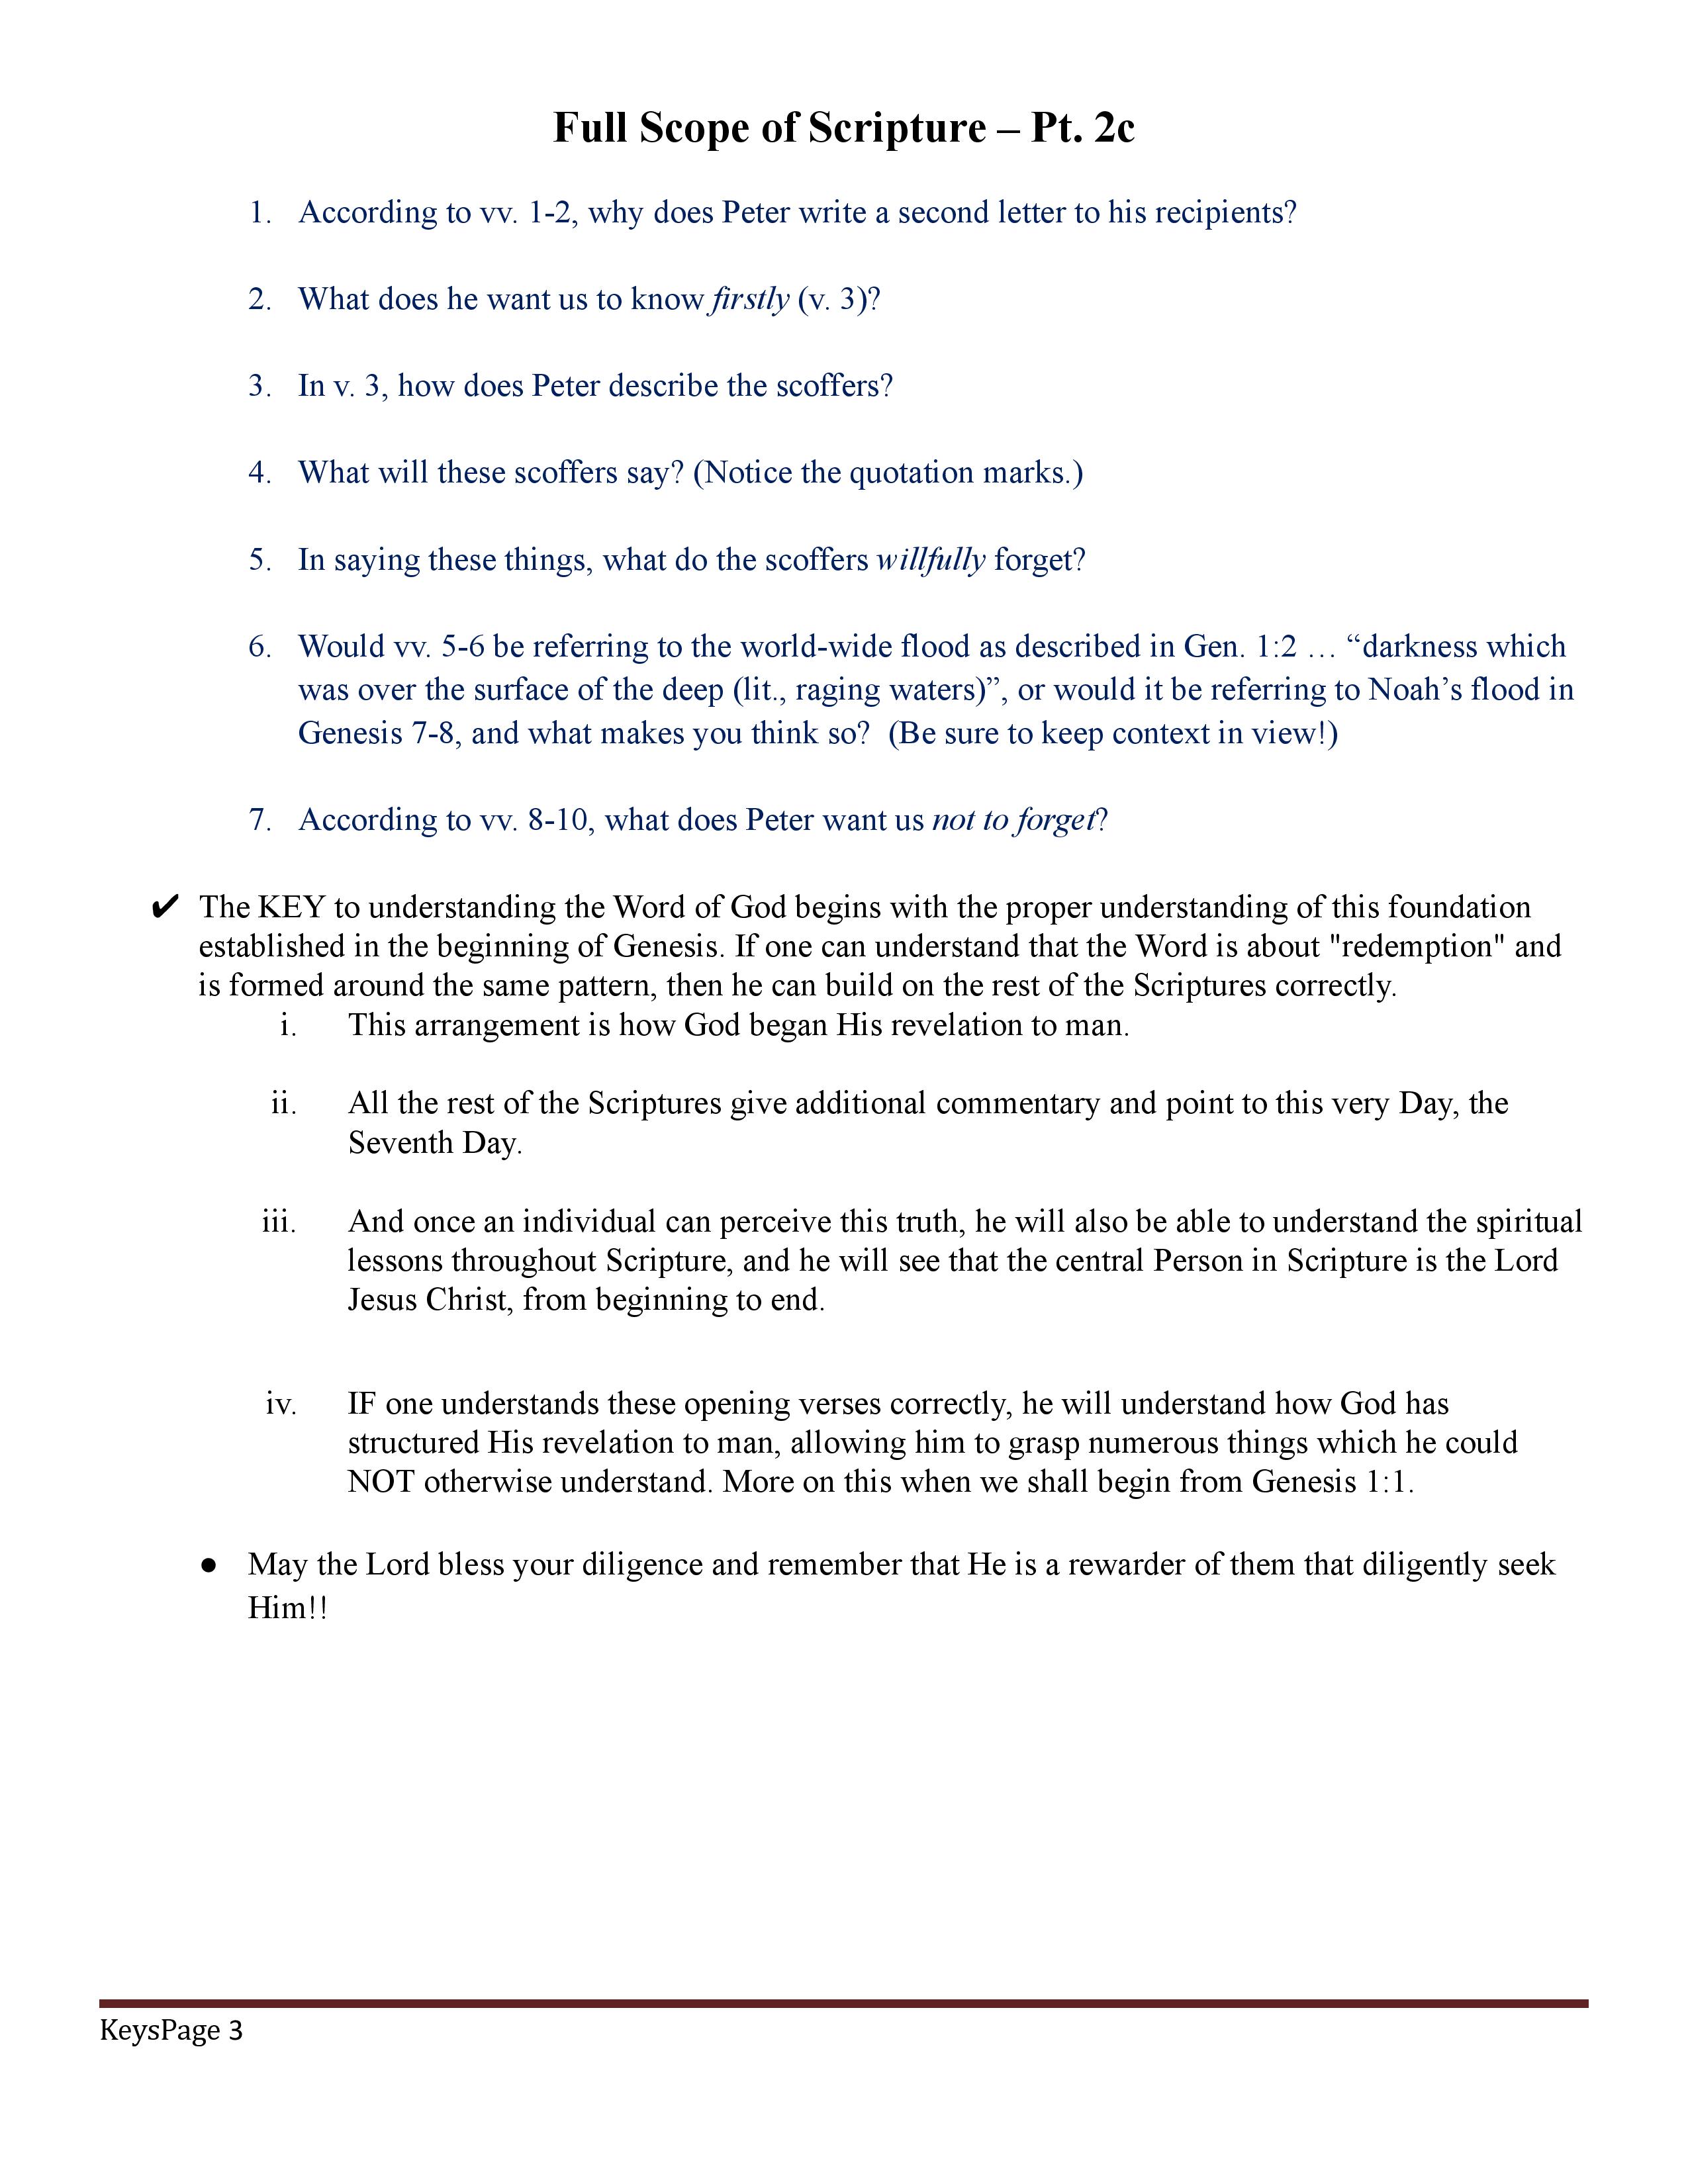 Full Scope of Scripture – Pt. 2c
1. According to vv. 1-2, why does Peter write a second letter to his recipients?
2. What does he want us to know firstly (v. 3)?
3. In v. 3, how does Peter describe the scoffers?
4. What will these scoffers say? (Notice the quotation marks.)
5. In saying these things, what do the scoffers willfully forget?
6. Would vv. 5-6 be referring to the world-wide flood as described in Gen. 1:2 … “darkness which
was over the surface of the deep (lit., raging waters)”, or would it be referring to Noah’s flood in
Genesis 7-8, and what makes you think so?  (Be sure to keep context in view!)
7. According to vv. 8-10, what does Peter want us not to forget?
✔ The KEY to understanding the Word of God begins with the proper understanding of this foundation
established in the beginning of Genesis. If one can understand that the Word is about "redemption" and
is formed around the same pattern, then he can build on the rest of the Scriptures correctly.
i. This arrangement is how God began His revelation to man.
ii. All the rest of the Scriptures give additional commentary and point to this very Day, the
Seventh Day.
iii. And once an individual can perceive this truth, he will also be able to understand the spiritual
lessons throughout Scripture, and he will see that the central Person in Scripture is the Lord
Jesus Christ, from beginning to end.
iv. IF one understands these opening verses correctly, he will understand how God has
structured His revelation to man, allowing him to grasp numerous things which he could
NOT otherwise understand. More on this when we shall begin from Genesis 1:1.
● May the Lord bless your diligence and remember that He is a rewarder of them that diligently seek
Him!!
KeysPage 3